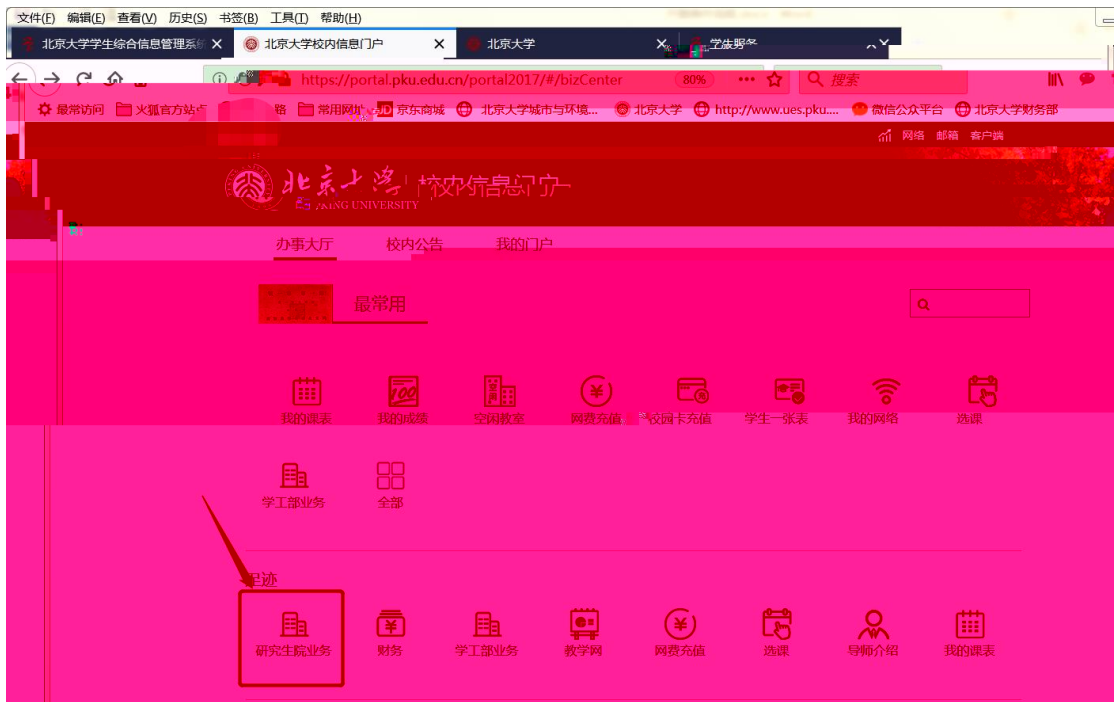 文件(F) 编辑(E) 查看(V) 历史(S) 书签(B) 工具(T) 帮助(H)
北京大学学生综合信息管理系统 北京大学校内信息门户 北京大学
https://portal.pku.edu.cn/portal2017/#/bizCenter 80% 搜索
最常访问 火狐官方站点 常用网址 JD 京东商城 北京大学城市与环境... 北京大学 http://www.ues.pku.... 微信公众平台 北京大学财务部
网络 邮箱 客户端
北京大学 校内信息门户
UNIVERSITY
办事大厅 校内公告 我的门户
最常用
我的课表 我的成绩 空闲教室 网费充值 校园卡充值 学生一张表 我的网络 选课
学工部业务 全部
足迹
研究生院业务 财务 学工部业务 教学网 网费充值 选课 导师介绍 我的课表